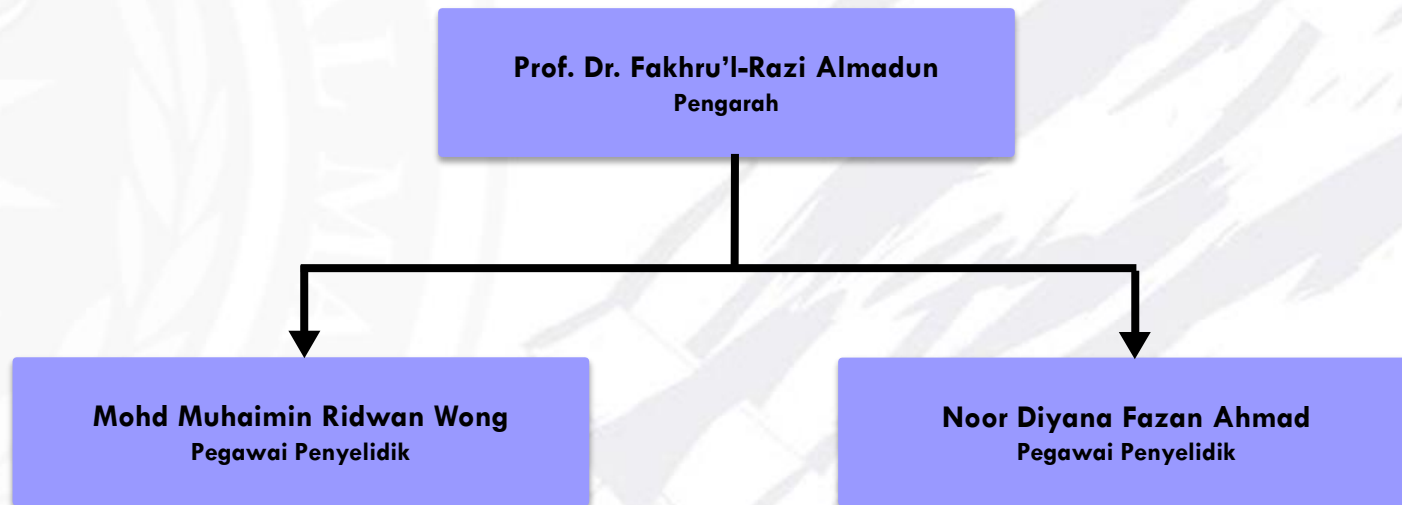 Prof. Dr. Fakhru’l-Razi Almadun
Pengarah
Mohd Muhaimin Ridwan Wong
Pegawai Penyelidik
Noor Diyana Fazan Ahmad
Pegawai Penyelidik